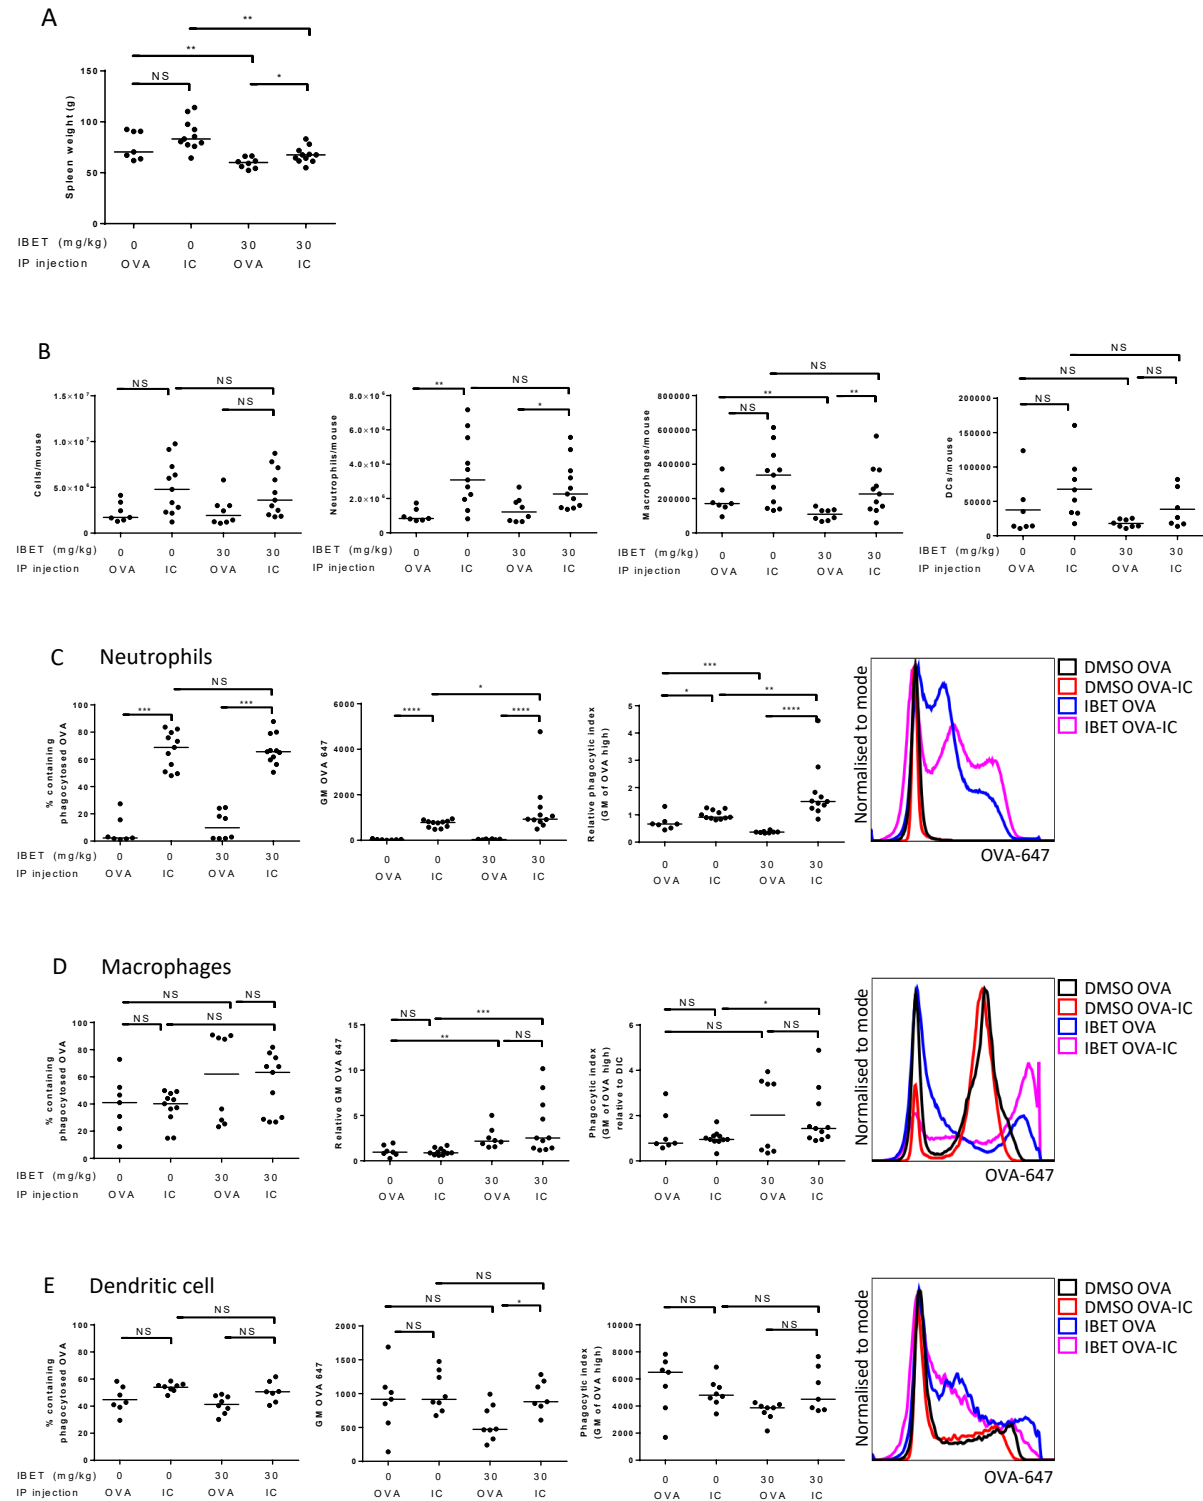 A
**
**
NS
*
Spleen weight (g)
150
100
50
0
IBET (mg/kg) 0 0 30 30
IP injection OVA IC OVA IC
B
NS
NS
NS
Cells/mouse
1.5×10⁷
1.0×10⁷
5.0×10⁶
0
IBET (mg/kg) 0 0 30 30
IP injection OVA IC OVA IC
**
NS
*
Neutrophils/mouse
8.0×10⁶
6.0×10⁶
4.0×10⁶
2.0×10⁶
0
IBET (mg/kg) 0 0 30 30
IP injection OVA IC OVA IC
NS
**
NS
**
Macrophages/mouse
800000
600000
400000
200000
0
IBET (mg/kg) 0 0 30 30
IP injection OVA IC OVA IC
NS
NS
NS
NS
DCs/mouse
200000
150000
100000
50000
0
IBET (mg/kg) 0 0 30 30
IP injection OVA IC OVA IC
C Neutrophils
NS
***
***
% containing
phagocytosed OVA
100
80
60
40
20
0
IBET (mg/kg) 0 0 30 30
IP injection OVA IC OVA IC
*
****
****
GM OVA 647
6000
4000
2000
0
0 0 30 30
OVA IC OVA IC
***
*
**
****
Relative phagocytic index
(GM of OVA high)
5
4
3
2
1
0
0 0 30 30
OVA IC OVA IC
Normalised to mode
OVA-647
DMSO OVA
DMSO OVA-IC
IBET OVA
IBET OVA-IC
D Macrophages
NS
NS
NS
NS
% containing
phagocytosed OVA
100
80
60
40
20
0
IBET (mg/kg) 0 0 30 30
IP injection OVA IC OVA IC
NS
***
**
NS
Relative GM OVA 647
15
10
5
0
0 0 30 30
OVA IC OVA IC
NS
*
NS
NS
Phagocytic index
(GM of OVA high)
relative to DIC
6
4
2
0
0 0 30 30
OVA IC OVA IC
Normalised to mode
OVA-647
DMSO OVA
DMSO OVA-IC
IBET OVA
IBET OVA-IC
E Dendritic cell
NS
NS
NS
% containing
phagocytosed OVA
100
80
60
40
20
0
IBET (mg/kg) 0 0 30 30
IP injection OVA IC OVA IC
NS
NS
*
NS
GM OVA 647
2000
1500
1000
500
0
0 0 30 30
OVA IC OVA IC
NS
NS
NS
Phagocytic index
(GM of OVA high)
10000
8000
6000
4000
2000
0
0 0 30 30
OVA IC OVA IC
Normalised to mode
OVA-647
DMSO OVA
DMSO OVA-IC
IBET OVA
IBET OVA-IC